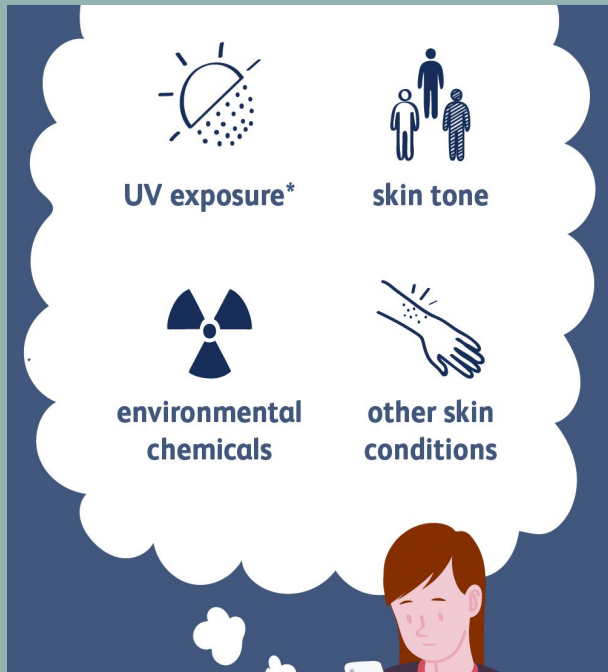 UV exposure*
skin tone
environmental
chemicals
other skin
conditions